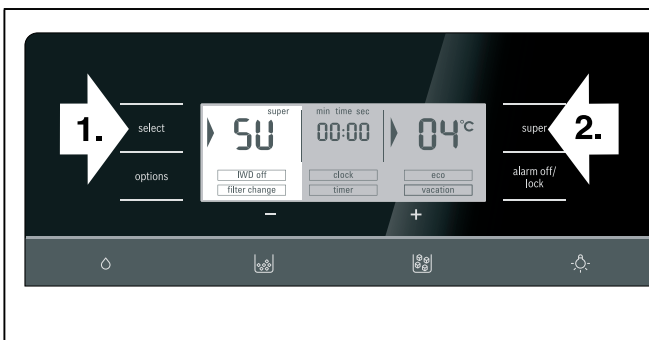 super
min time sec
1.
select
SU
00:00
04°C
super
2.
options
IWD off
clock
eco
alarm off/
lock
filter change
timer
vacation
–
+